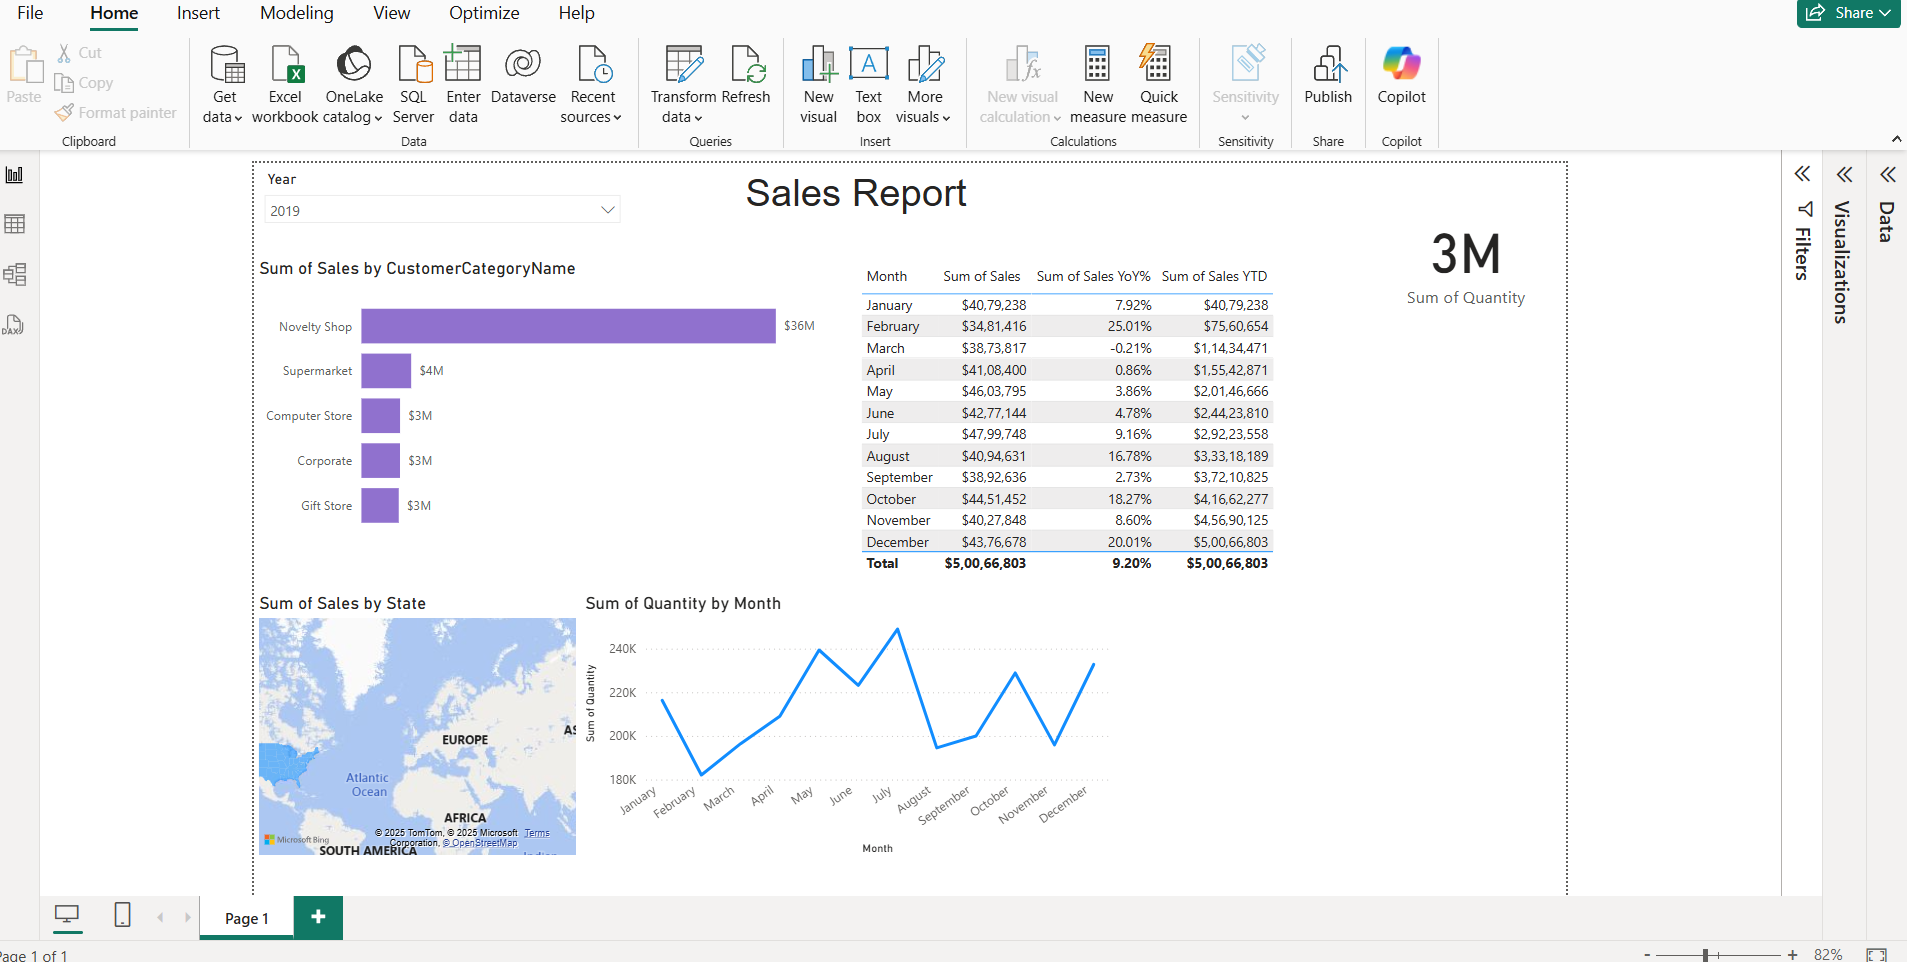 File Home Insert Modeling View Optimize Help
Share
Paste
Cut
Copy
Format painter
Clipboard
Get data
Excel workbook
OneLake catalog
SQL Server
Enter data
Dataverse
Recent sources
Data
Transform data
Refresh
Queries
New visual
Text box
More visuals
Insert
New visual calculation
New measure
Quick measure
Calculations
Sensitivity
Sensitivity
Publish
Share
Copilot
Copilot
Year
2019
Sales Report
3M
Sum of Quantity
Filters
Visualizations
Data
Sum of Sales by CustomerCategoryName
Novelty Shop $36M
Supermarket $4M
Computer Store $3M
Corporate $3M
Gift Store $3M
Month Sum of Sales Sum of Sales YoY% Sum of Sales YTD
January $40,79,238 7.92% $40,79,238
February $34,81,416 25.01% $75,60,654
March $38,73,817 -0.21% $1,14,34,471
April $41,08,400 0.86% $1,55,42,871
May $46,03,795 3.86% $2,01,46,666
June $42,77,144 4.78% $2,44,23,810
July $47,99,748 9.16% $2,92,23,558
August $40,94,631 16.78% $3,33,18,189
September $38,92,636 2.73% $3,72,10,825
October $44,51,452 18.27% $4,16,62,277
November $40,27,848 8.60% $4,56,90,125
December $43,76,678 20.01% $5,00,66,803
Total $5,00,66,803 9.20% $5,00,66,803
Sum of Sales by State
EUROPE
AS
Atlantic
Ocean
AFRICA
© 2025 TomTom, © 2025 Microsoft Terms
Corporation, © OpenStreetMap
Microsoft Bing
SOUTH AMERICA
Sum of Quantity by Month
Sum of Quantity
240K
220K
200K
180K
January February March April May June July August September October November December
Month
DAX
Page 1
Page 1 of 1
- + 82%